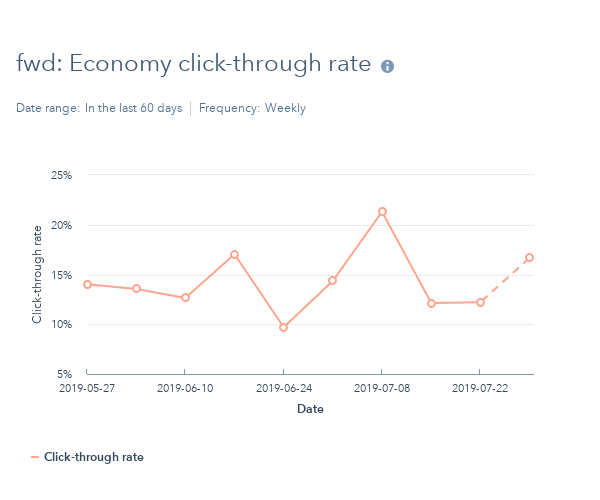 fwd: Economy click-through rate
Date range: In the last 60 days Frequency: Weekly
25%
20%
15%
10%
5%
Click-through rate
2019-05-27 2019-06-10 2019-06-24 2019-07-08 2019-07-22
Date
Click-through rate